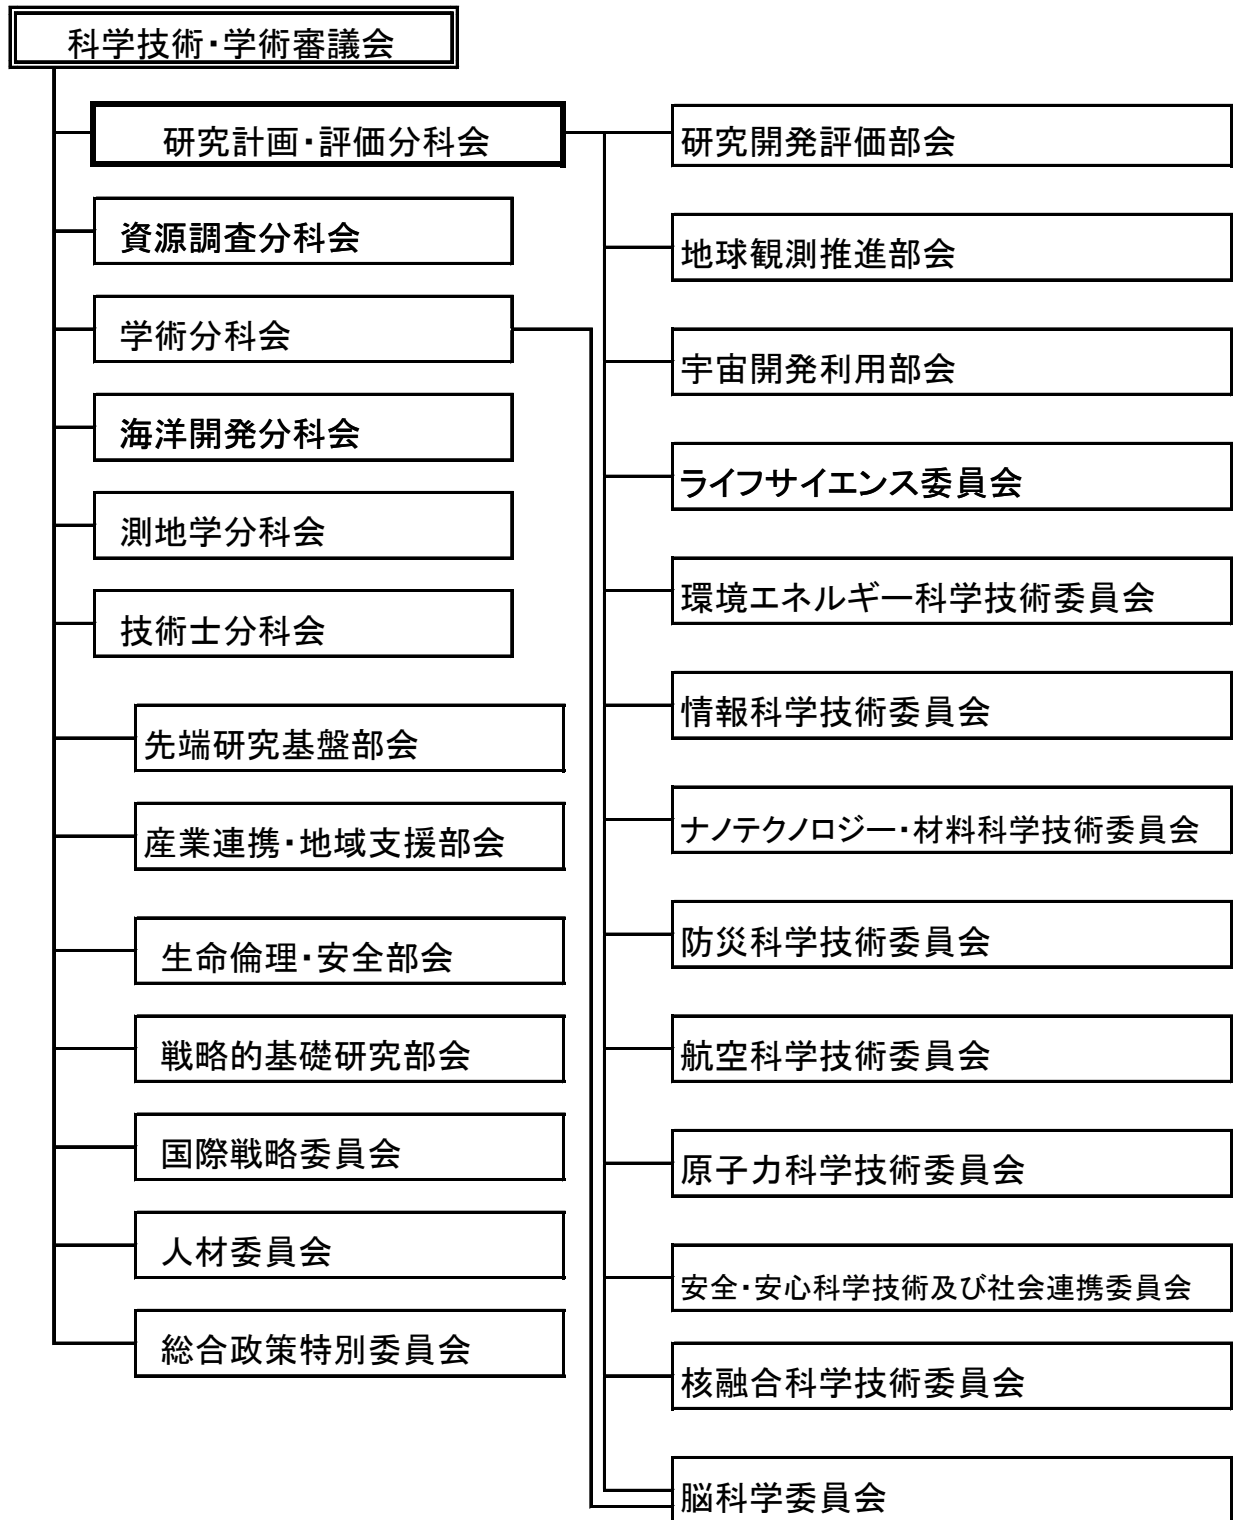 科学技術・学術審議会
研究計画・評価分科会
資源調査分科会
学術分科会
海洋開発分科会
測地学分科会
技術士分科会
先端研究基盤部会
産業連携・地域支援部会
生命倫理・安全部会
戦略的基礎研究部会
国際戦略委員会
人材委員会
総合政策特別委員会
研究開発評価部会
地球観測推進部会
宇宙開発利用部会
ライフサイエンス委員会
環境エネルギー科学技術委員会
情報科学技術委員会
ナノテクノロジー・材料科学技術委員会
防災科学技術委員会
航空科学技術委員会
原子力科学技術委員会
安全・安心科学技術及び社会連携委員会
核融合科学技術委員会
脳科学委員会